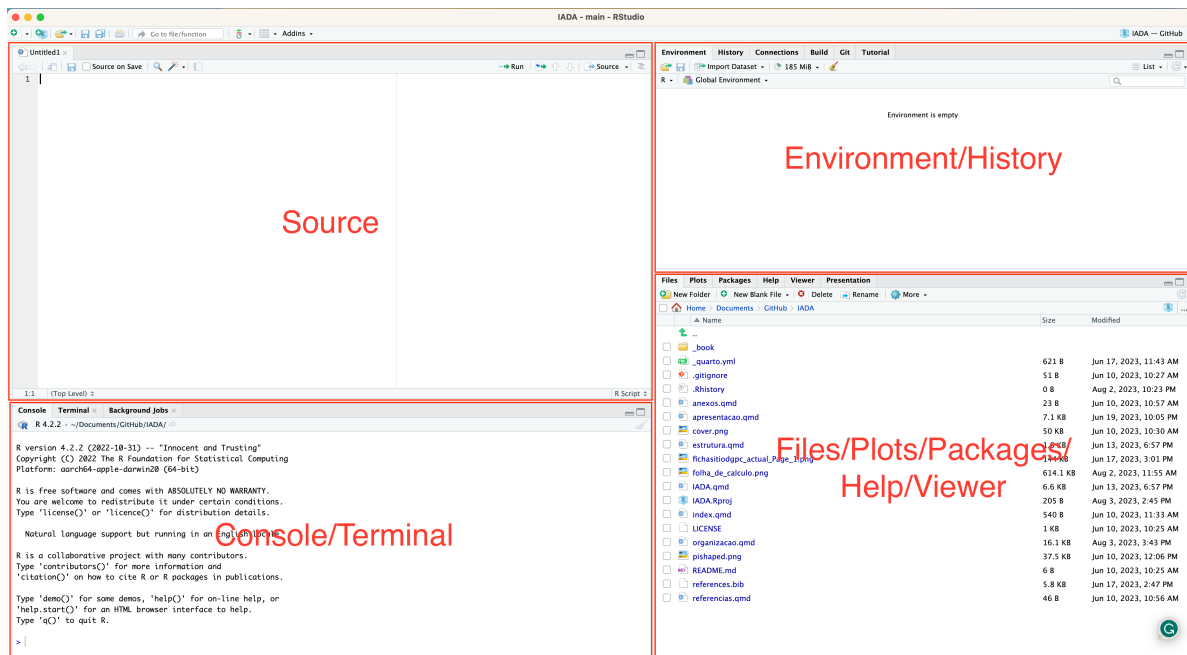 IADA - main - RStudio
Go to file/function
Addins
IADA — GitHub
Untitled1
Source on Save
Run
Source
1
Source
1:1 (Top Level)
R Script
Console Terminal Background Jobs
R 4.2.2 · ~/Documents/GitHub/IADA/
R version 4.2.2 (2022-10-31) -- "Innocent and Trusting"
Copyright (C) 2022 The R Foundation for Statistical Computing
Platform: aarch64-apple-darwin20 (64-bit)
R is free software and comes with ABSOLUTELY NO WARRANTY.
You are welcome to redistribute it under certain conditions.
Type 'license()' or 'licence()' for distribution details.
Natural language support but running in an English locale
R is a collaborative project with many contributors.
Type 'contributors()' for more information and
'citation()' on how to cite R or R packages in publications.
Type 'demo()' for some demos, 'help()' for on-line help, or
'help.start()' for an HTML browser interface to help.
Type 'q()' to quit R.
>
Console/Terminal
Environment History Connections Build Git Tutorial
Import Dataset 185 MiB
List
R Global Environment
Environment is empty
Environment/History
Files Plots Packages Help Viewer Presentation
New Folder New Blank File Delete Rename More
Home Documents GitHub IADA
...
Name Size Modified
..
_book
_quarto.yml 621 B Jun 17, 2023, 11:43 AM
.gitignore 51 B Jun 10, 2023, 10:27 AM
.Rhistory 0 B Aug 2, 2023, 10:23 PM
anexos.qmd 23 B Jun 10, 2023, 10:57 AM
apresentacao.qmd 7.1 KB Jun 19, 2023, 10:05 PM
cover.png 50 KB Jun 10, 2023, 10:30 AM
estrutura.qmd KB Jun 13, 2023, 6:57 PM
fichasitiodgpc_actual_Page_1.png 144 KB Jun 17, 2023, 3:01 PM
folha_de_calculo.png 614.1 KB Aug 2, 2023, 11:55 AM
IADA.qmd 6.6 KB Jun 13, 2023, 6:57 PM
IADA.Rproj 205 B Aug 3, 2023, 2:45 PM
index.qmd 540 B Jun 10, 2023, 11:33 AM
LICENSE 1 KB Jun 10, 2023, 10:25 AM
organizacao.qmd 16.1 KB Aug 3, 2023, 3:43 PM
pishaped.png 37.5 KB Jun 10, 2023, 12:06 PM
README.md 6 B Jun 10, 2023, 10:25 AM
references.bib 5.8 KB Jun 17, 2023, 2:47 PM
referencias.qmd 46 B Jun 10, 2023, 10:56 AM
Files/Plots/Packages/
Help/Viewer